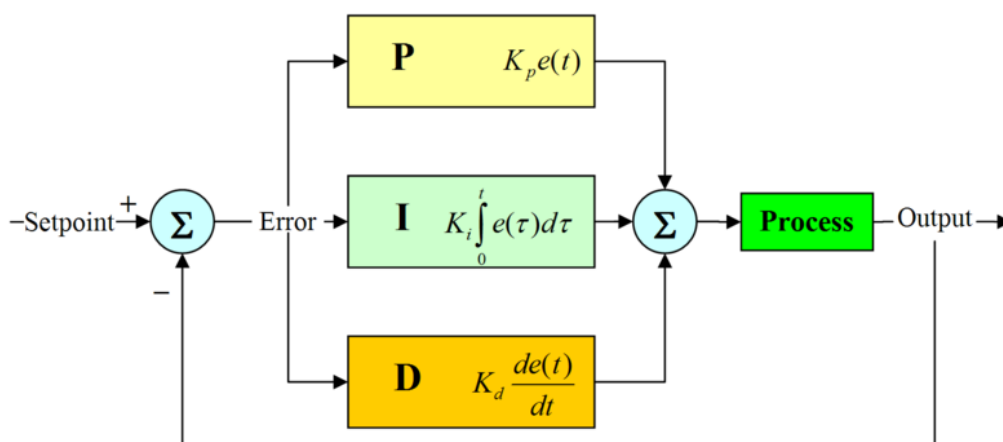 P K_p e(t)
–Setpoint + Σ Error I K_i ∫_0^t e(τ)dτ Σ Process Output
–
D K_d de(t)/dt